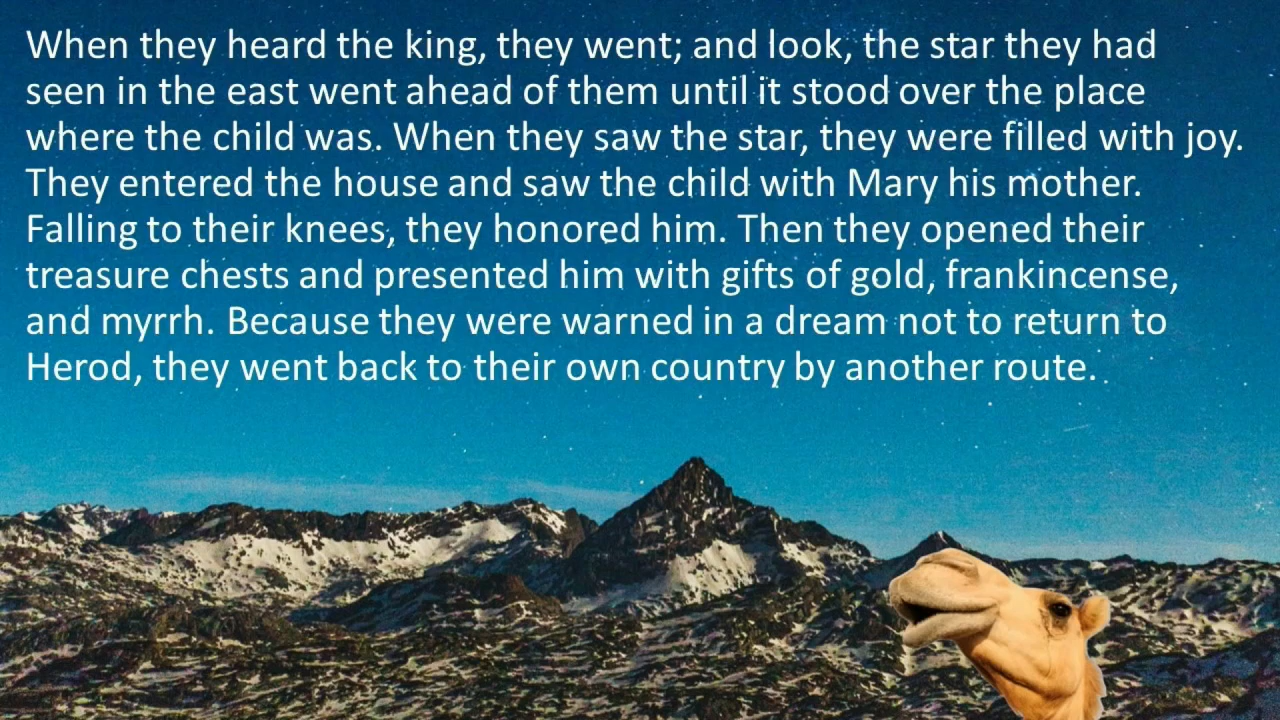 When they heard the king, they went; and look, the star they had
seen in the east went ahead of them until it stood over the place
where the child was. When they saw the star, they were filled with joy.
They entered the house and saw the child with Mary his mother.
Falling to their knees, they honored him. Then they opened their
treasure chests and presented him with gifts of gold, frankincense,
and myrrh. Because they were warned in a dream not to return to
Herod, they went back to their own country by another route.